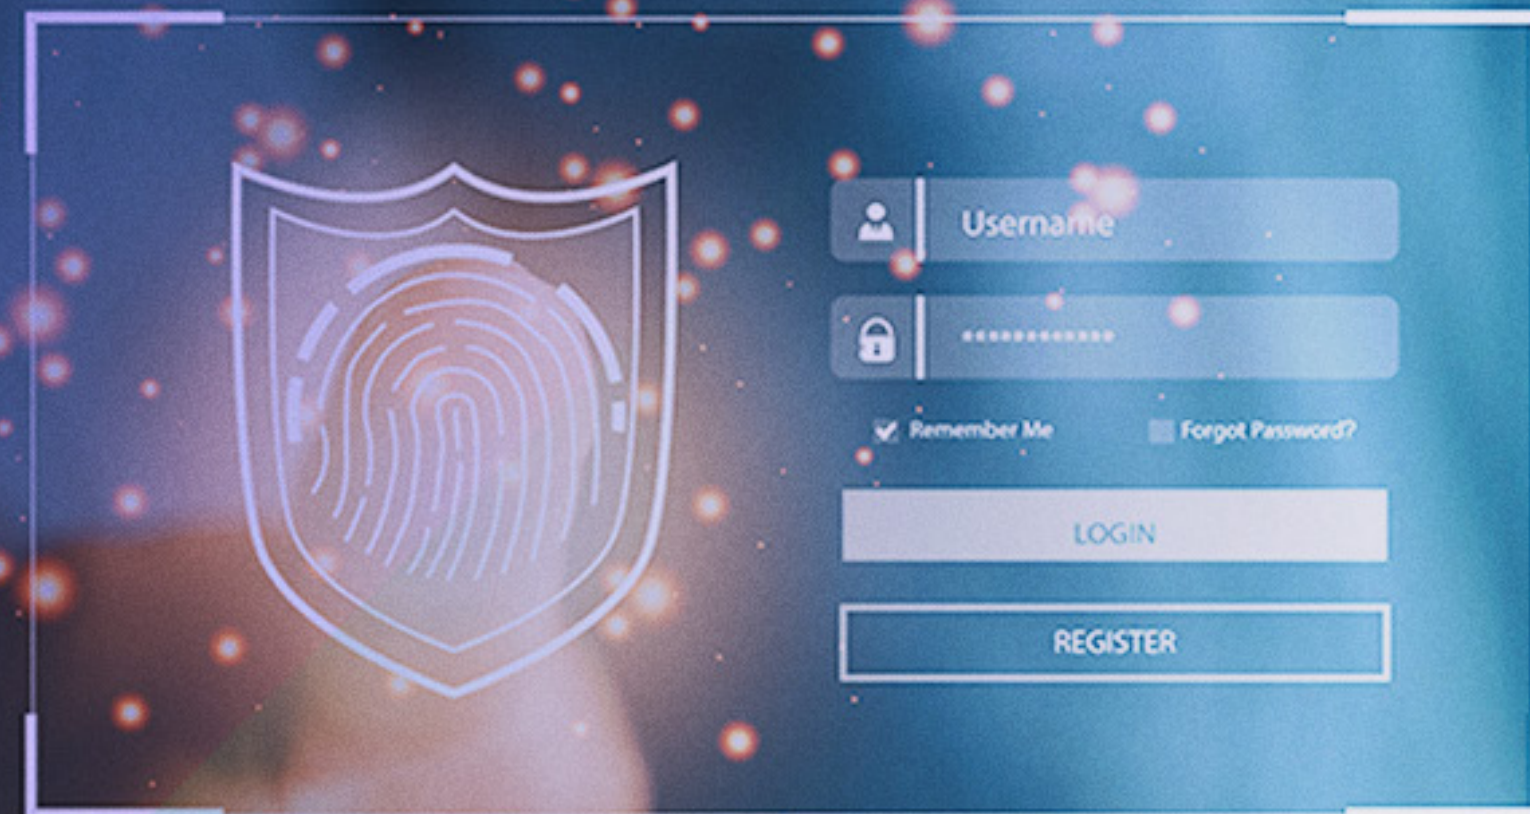 Username
••••••••••••
Remember Me
Forgot Password?
LOGIN
REGISTER